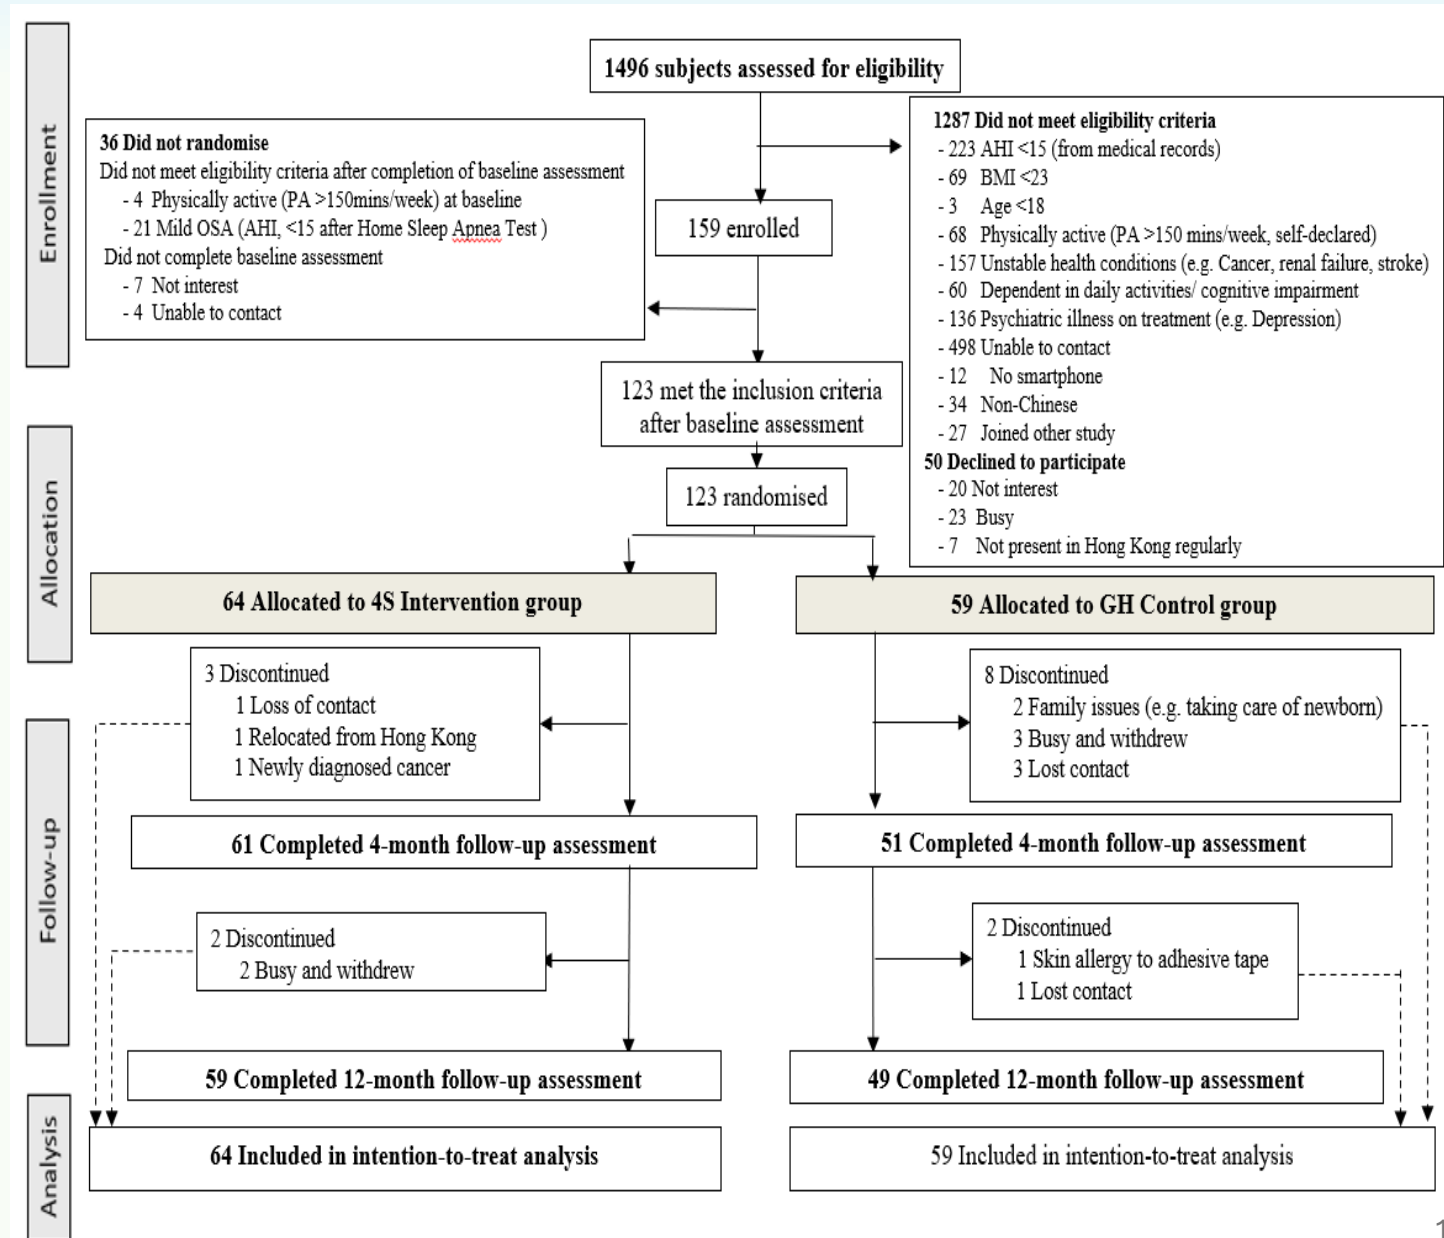 Enrollment
1496 subjects assessed for eligibility
1287 Did not meet eligibility criteria
- 223 AHI <15 (from medical records)
- 69 BMI <23
- 3 Age <18
- 68 Physically active (PA >150 mins/week, self-declared)
- 157 Unstable health conditions (e.g. Cancer, renal failure, stroke)
- 60 Dependent in daily activities/ cognitive impairment
- 136 Psychiatric illness on treatment (e.g. Depression)
- 498 Unable to contact
- 12 No smartphone
- 34 Non-Chinese
- 27 Joined other study
50 Declined to participate
- 20 Not interest
- 23 Busy
- 7 Not present in Hong Kong regularly
159 enrolled
36 Did not randomise
Did not meet eligibility criteria after completion of baseline assessment
- 4 Physically active (PA >150mins/week) at baseline
- 21 Mild OSA (AHI, <15 after Home Sleep Apnea Test )
Did not complete baseline assessment
- 7 Not interest
- 4 Unable to contact
123 met the inclusion criteria
after baseline assessment
Allocation
123 randomised
64 Allocated to 4S Intervention group
59 Allocated to GH Control group
Follow-up
3 Discontinued
1 Loss of contact
1 Relocated from Hong Kong
1 Newly diagnosed cancer
8 Discontinued
2 Family issues (e.g. taking care of newborn)
3 Busy and withdrew
3 Lost contact
61 Completed 4-month follow-up assessment
51 Completed 4-month follow-up assessment
2 Discontinued
2 Busy and withdrew
2 Discontinued
1 Skin allergy to adhesive tape
1 Lost contact
59 Completed 12-month follow-up assessment
49 Completed 12-month follow-up assessment
Analysis
64 Included in intention-to-treat analysis
59 Included in intention-to-treat analysis